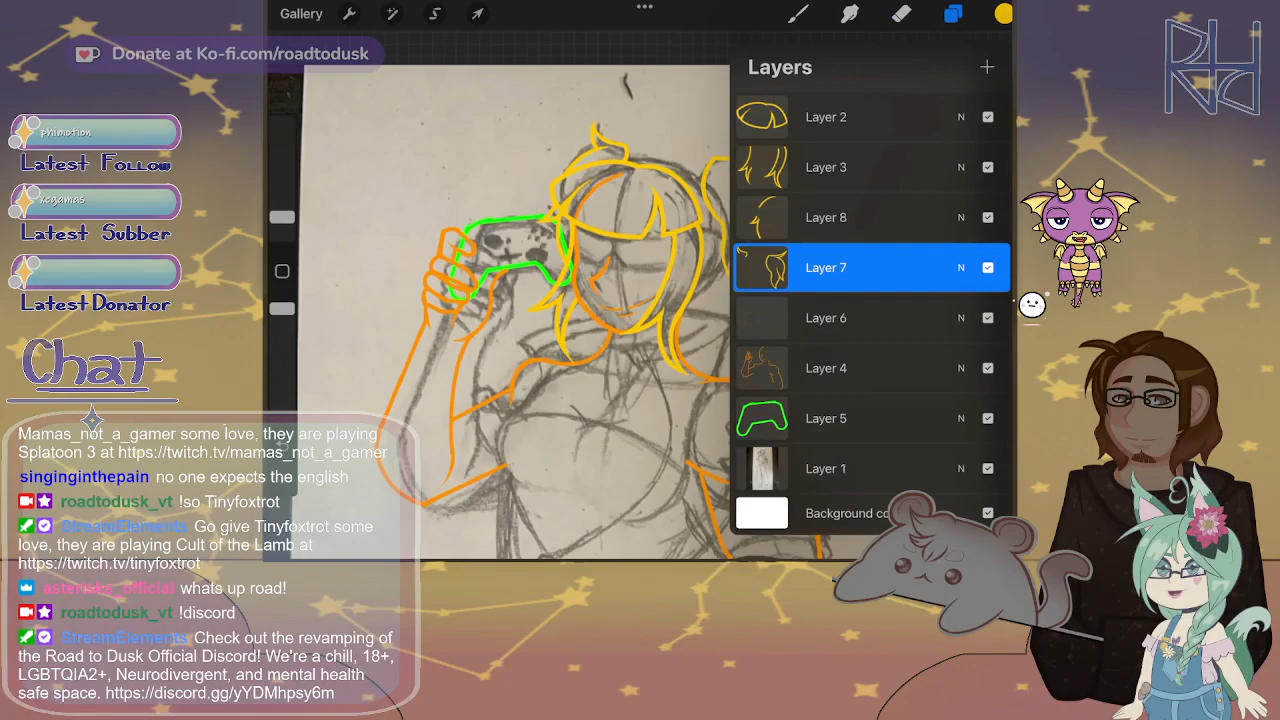 Gallery
Donate at Ko-fi.com/roadtodusk
Layers
Layer 2 N
Layer 3 N
Layer 8 N
Layer 7 N
Layer 6 N
Layer 4 N
Layer 5 N
Layer 1 N
Background co
phimotion
Latest Follow
xcgamas
Latest Subber
Latest Donator
Chat
Mamas_not_a_gamer some love, they are playing
Splatoon 3 at https://twitch.tv/mamas_not_a_gamer
singinginthepain no one expects the english
roadtodusk_vt !so Tinyfoxtrot
StreamElements Go give Tinyfoxtrot some
love, they are playing Cult of the Lamb at
https://twitch.tv/tinyfoxtrot
asterisks_official whats up road!
roadtodusk_vt !discord
StreamElements Check out the revamping of
the Road to Dusk Official Discord! We're a chill, 18+,
LGBTQIA2+, Neurodivergent, and mental health
safe space. https://discord.gg/yYDMhpsy6m